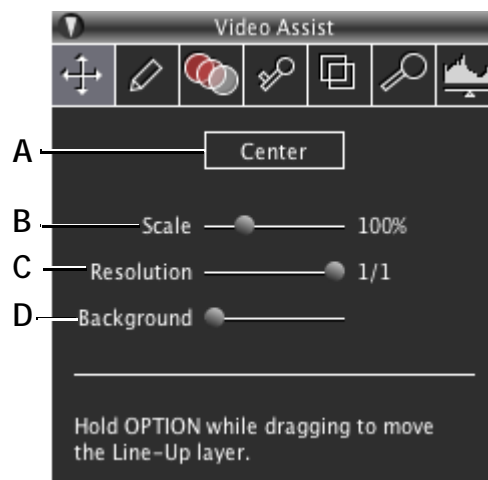 Video Assist
A Center
B Scale 100%
C Resolution 1/1
D Background
Hold OPTION while dragging to move
the Line-Up layer.